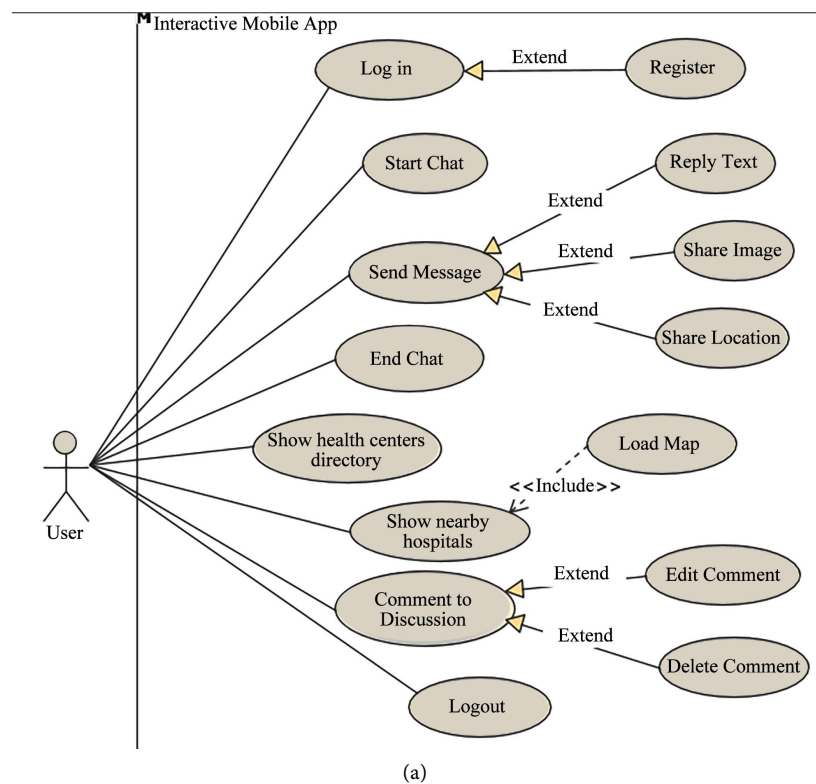 Interactive Mobile App
Log in
Extend
Register
Start Chat
Reply Text
Extend
Send Message
Extend
Share Image
Extend
Share Location
End Chat
Show health centers
directory
Load Map
<<Include>>
Show nearby
hospitals
User
Comment to
Discussion
Extend
Edit Comment
Extend
Delete Comment
Logout
(a)